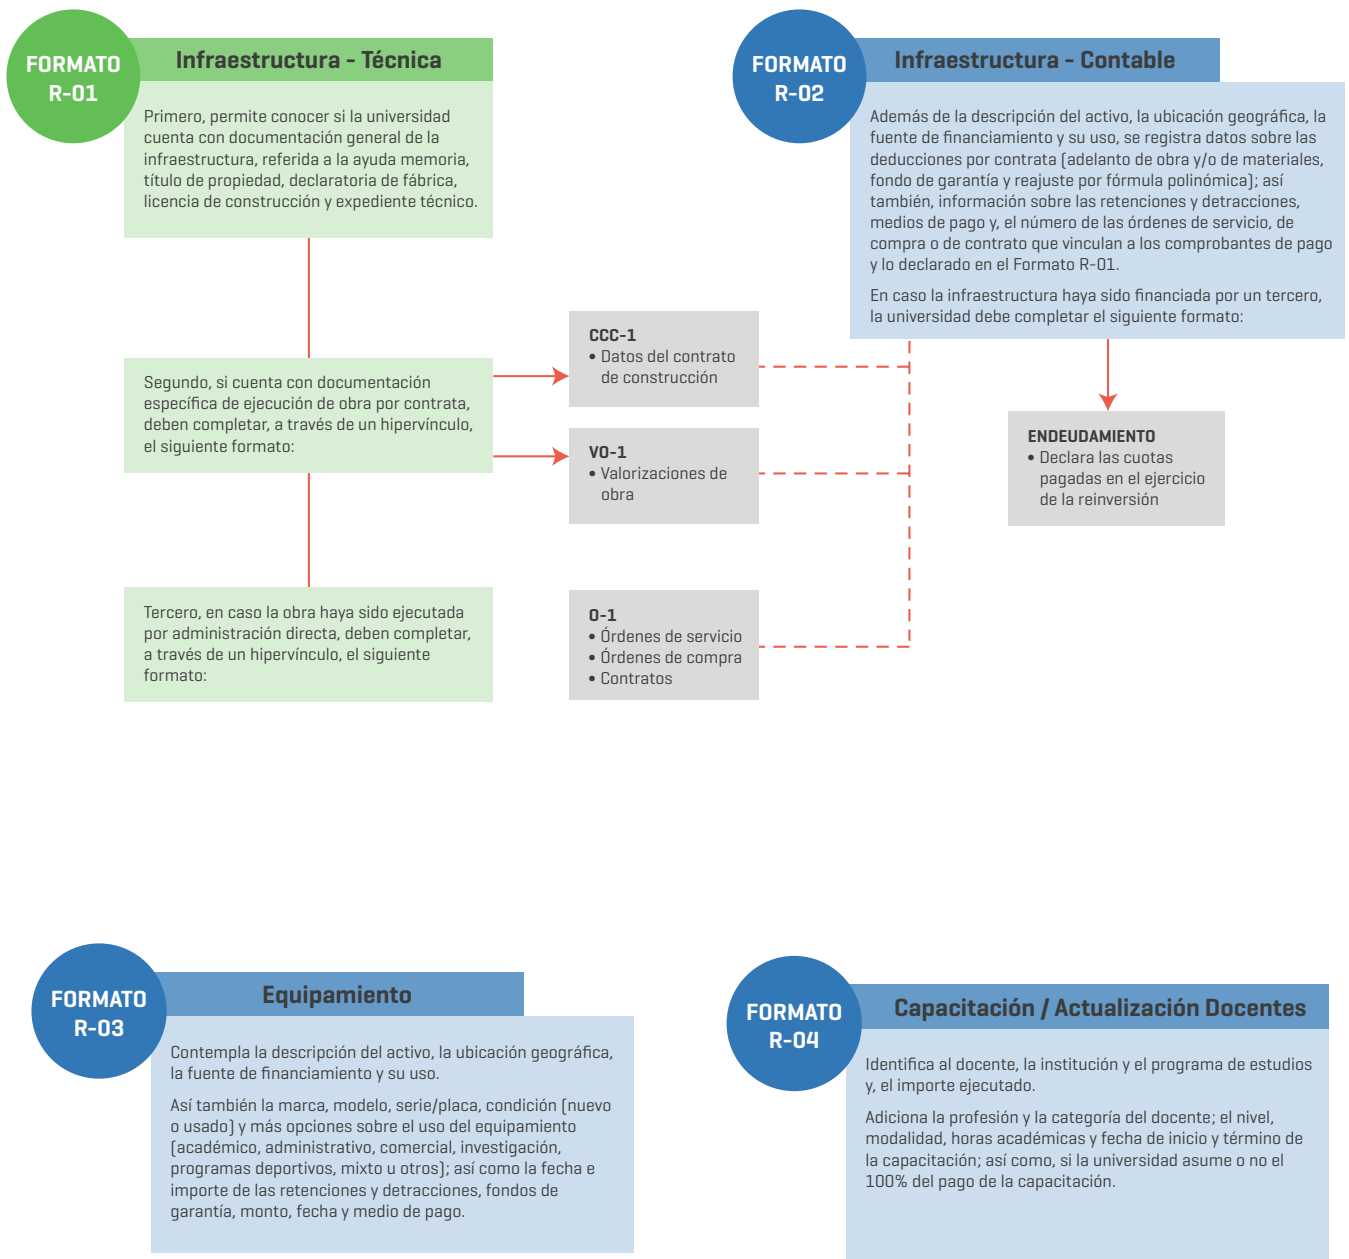 FORMATO
R-01
Infraestructura - Técnica
Primero, permite conocer si la universidad
cuenta con documentación general de la
infraestructura, referida a la ayuda memoria,
título de propiedad, declaratoria de fábrica,
licencia de construcción y expediente técnico.
Segundo, si cuenta con documentación
específica de ejecución de obra por contrata,
deben completar, a través de un hipervínculo,
el siguiente formato:
Tercero, en caso la obra haya sido ejecutada
por administración directa, deben completar,
a través de un hipervínculo, el siguiente
formato:
CCC-1
• Datos del contrato
de construcción
VO-1
• Valorizaciones de
obra
O-1
• Órdenes de servicio
• Órdenes de compra
• Contratos
FORMATO
R-02
Infraestructura - Contable
Además de la descripción del activo, la ubicación geográfica, la
fuente de financiamiento y su uso, se registra datos sobre las
deducciones por contrata (adelanto de obra y/o de materiales,
fondo de garantía y reajuste por fórmula polinómica); así
también, información sobre las retenciones y detracciones,
medios de pago y, el número de las órdenes de servicio, de
compra o de contrato que vinculan a los comprobantes de pago
y lo declarado en el Formato R-01.
En caso la infraestructura haya sido financiada por un tercero,
la universidad debe completar el siguiente formato:
ENDEUDAMIENTO
• Declara las cuotas
pagadas en el ejercicio
de la reinversión
FORMATO
R-03
Equipamiento
Contempla la descripción del activo, la ubicación geográfica,
la fuente de financiamiento y su uso.
Así también la marca, modelo, serie/placa, condición (nuevo
o usado) y más opciones sobre el uso del equipamiento
(académico, administrativo, comercial, investigación,
programas deportivos, mixto u otros); así como la fecha e
importe de las retenciones y detracciones, fondos de
garantía, monto, fecha y medio de pago.
FORMATO
R-04
Capacitación / Actualización Docentes
Identifica al docente, la institución y el programa de estudios
y, el importe ejecutado.
Adiciona la profesión y la categoría del docente; el nivel,
modalidad, horas académicas y fecha de inicio y término de
la capacitación; así como, si la universidad asume o no el
100% del pago de la capacitación.